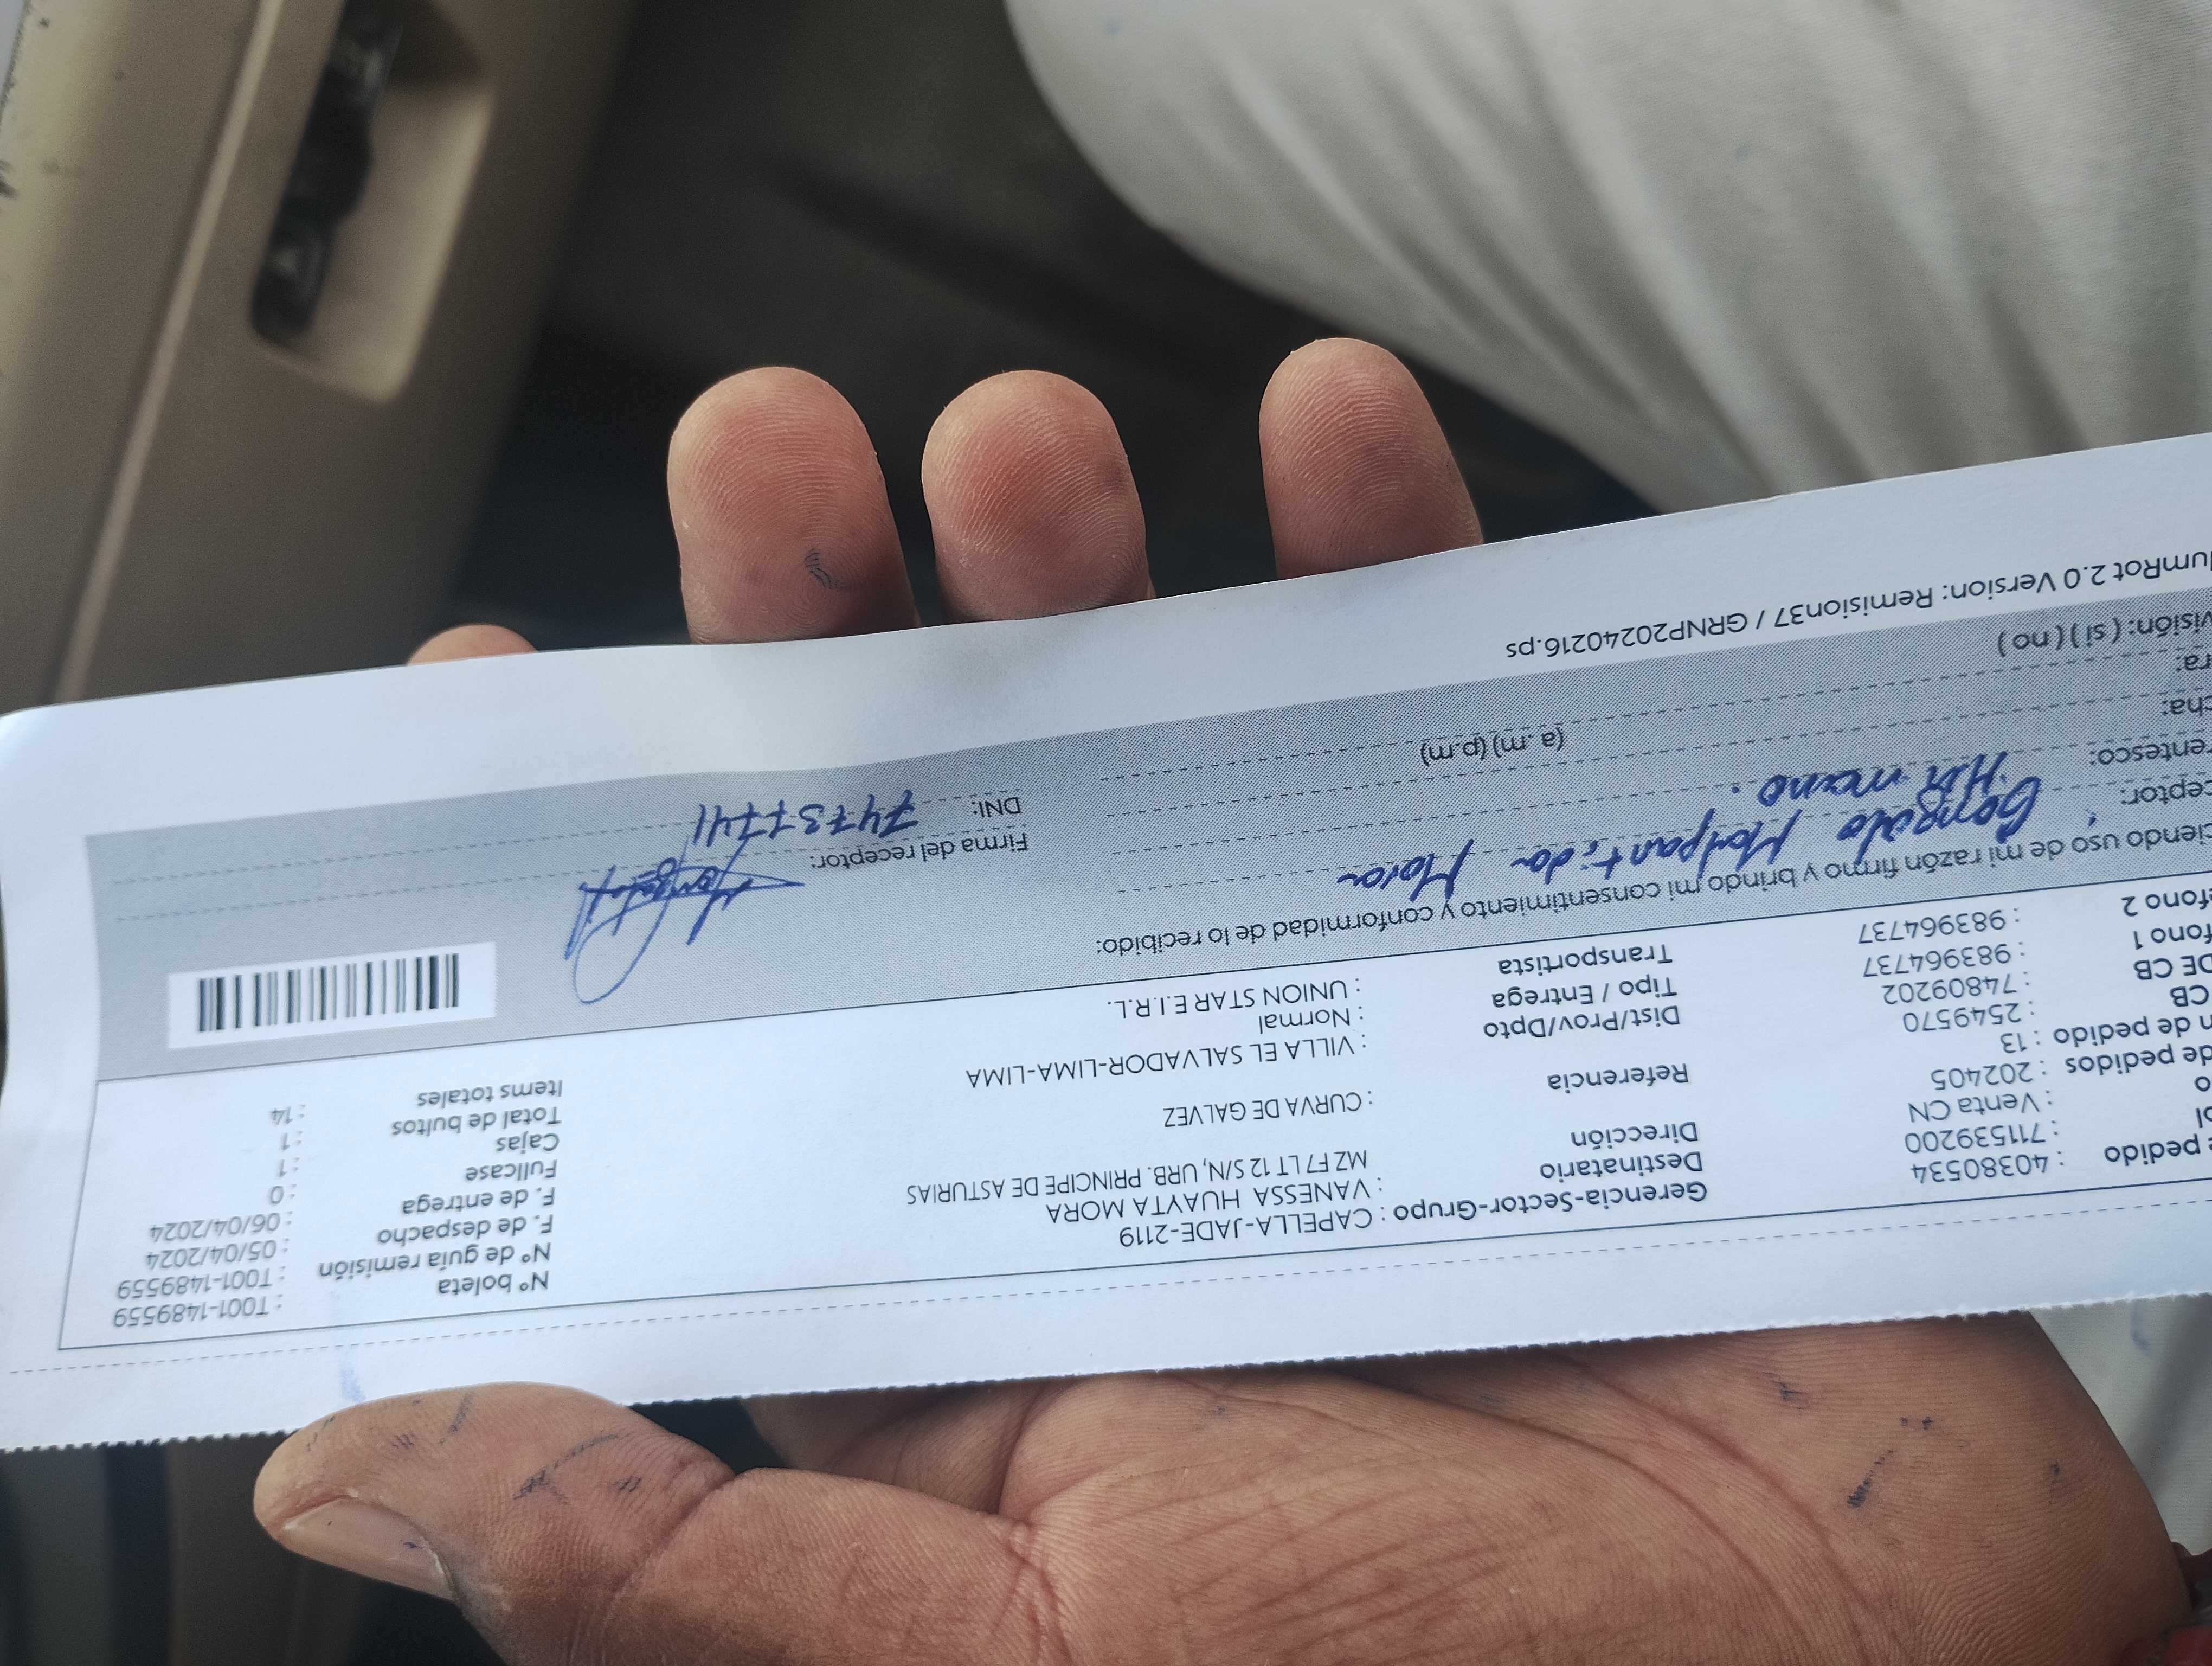 e pedido : 40380534
ol : 711539200
o : Venta CN
de pedidos : 202405
n de pedido : 13
CB : 2549570
DE CB : 74809202
fono 1 : 983964737
éfono 2 : 983964737
Gerencia-Sector-Grupo : CAPELLA-JADE-2119
Destinatario : VANESSA HUAYTA MORA
Dirección MZ F7 LT 12 S/N, URB. PRINCIPE DE ASTURIAS
Referencia : CURVA DE GALVEZ
Dist/Prov/Dpto : VILLA EL SALVADOR-LIMA-LIMA
Tipo / Entrega : Normal
Transportista : UNION STAR E.I.R.L.
Nº boleta : T001-1489559
Nº de guía remisión : T001-1489559
F. de despacho : 05/04/2024
F. de entrega : 06/04/2024
Fullcase : 0
Cajas : 1
Total de bultos : 1
Items totales : 14
ciendo uso de mi razón firmo y brindo mi consentimiento y conformidad de lo recibido:
ceptor: Gonzalo Mora
entesco: Hermano.
cha:
ra: (a .m) (p.m)
visión: ( si ) ( no )
Firma del receptor:
DNI: 74737741
umRot 2.0 Version: Remision37 / GRNP20240216.ps